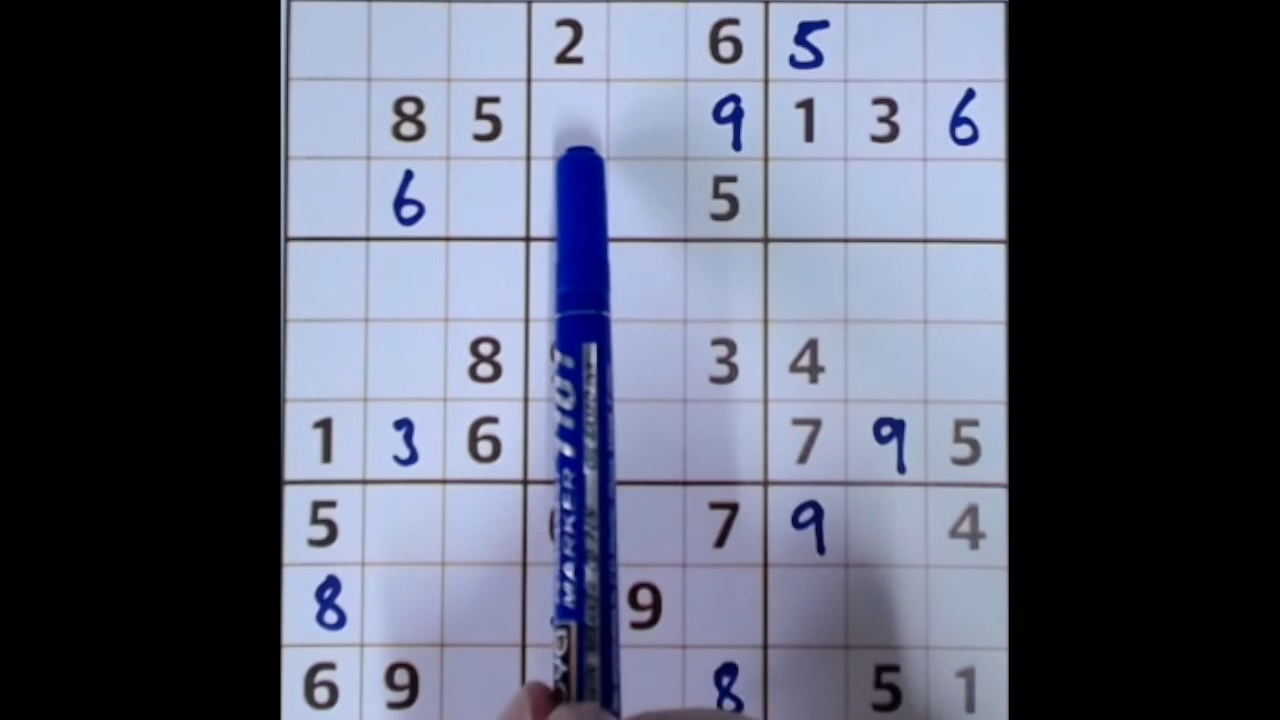 2 6 5
8 5 9 1 3 6
6 5
8 3 4
1 3 6 7 9 5
5 7 9 4
8 9
6 9 8 5 1
MARKER